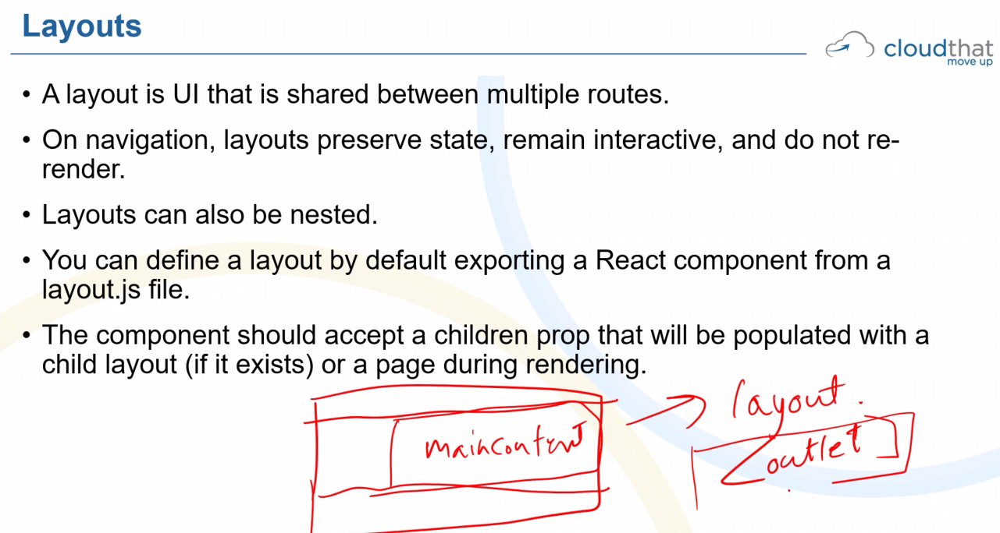 Layouts
cloudthat
move up
• A layout is UI that is shared between multiple routes.
• On navigation, layouts preserve state, remain interactive, and do not re-
render.
• Layouts can also be nested.
• You can define a layout by default exporting a React component from a
layout.js file.
• The component should accept a children prop that will be populated with a
child layout (if it exists) or a page during rendering.
layout.
maincontent
outlet